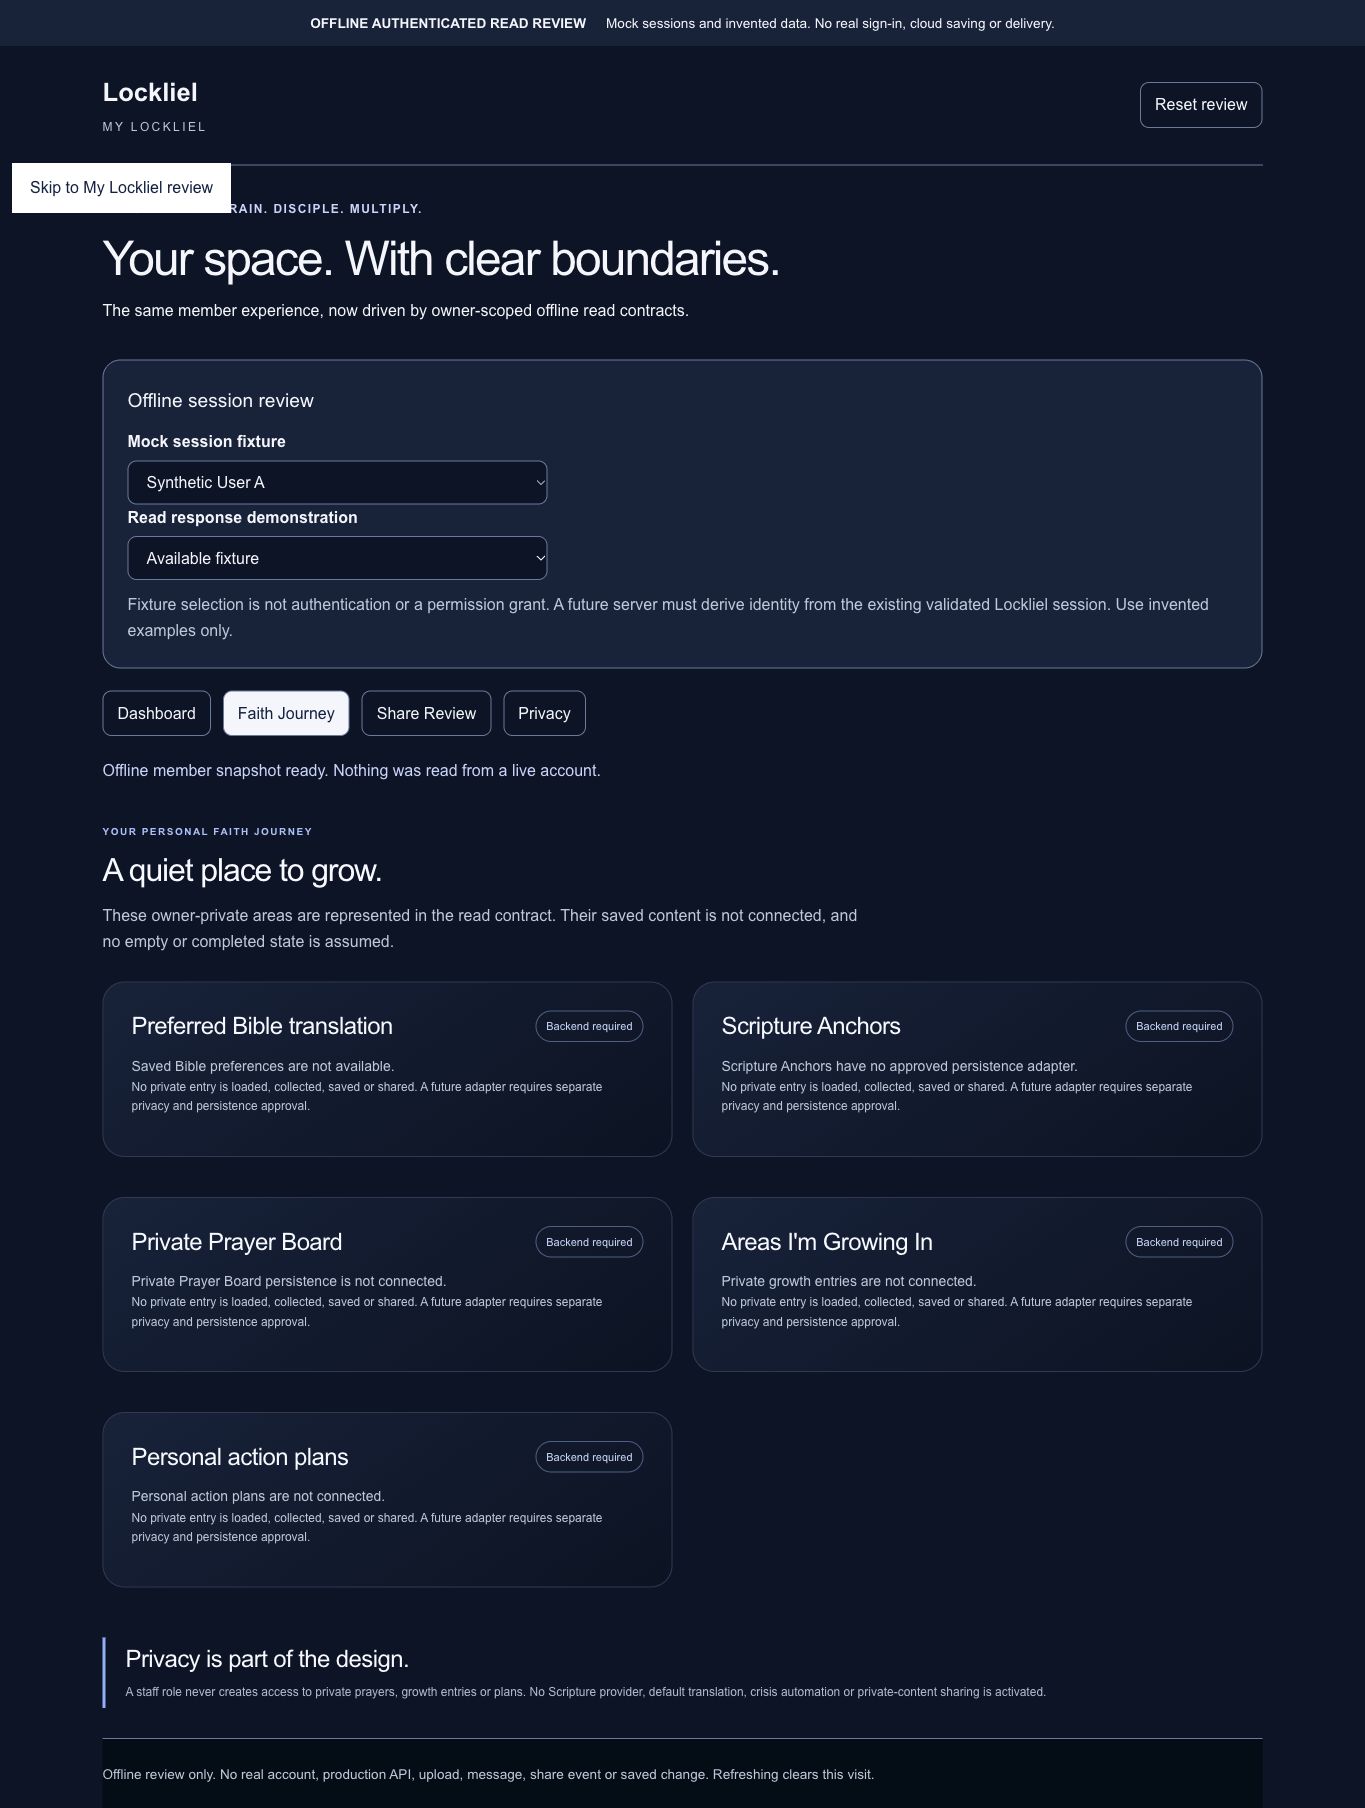 OFFLINE AUTHENTICATED READ REVIEW Mock sessions and invented data. No real sign-in, cloud saving or delivery.
Lockliel
MY LOCKLIEL
Reset review
Skip to My Lockliel review
RAIN. DISCIPLE. MULTIPLY.
Your space. With clear boundaries.
The same member experience, now driven by owner-scoped offline read contracts.
Offline session review
Mock session fixture
Synthetic User A
Read response demonstration
Available fixture
Fixture selection is not authentication or a permission grant. A future server must derive identity from the existing validated Lockliel session. Use invented
examples only.
Dashboard
Faith Journey
Share Review
Privacy
Offline member snapshot ready. Nothing was read from a live account.
YOUR PERSONAL FAITH JOURNEY
A quiet place to grow.
These owner-private areas are represented in the read contract. Their saved content is not connected, and
no empty or completed state is assumed.
Preferred Bible translation
Backend required
Saved Bible preferences are not available.
No private entry is loaded, collected, saved or shared. A future adapter requires separate
privacy and persistence approval.
Scripture Anchors
Backend required
Scripture Anchors have no approved persistence adapter.
No private entry is loaded, collected, saved or shared. A future adapter requires separate
privacy and persistence approval.
Private Prayer Board
Backend required
Private Prayer Board persistence is not connected.
No private entry is loaded, collected, saved or shared. A future adapter requires separate
privacy and persistence approval.
Areas I'm Growing In
Backend required
Private growth entries are not connected.
No private entry is loaded, collected, saved or shared. A future adapter requires separate
privacy and persistence approval.
Personal action plans
Backend required
Personal action plans are not connected.
No private entry is loaded, collected, saved or shared. A future adapter requires separate
privacy and persistence approval.
Privacy is part of the design.
A staff role never creates access to private prayers, growth entries or plans. No Scripture provider, default translation, crisis automation or private-content sharing is activated.
Offline review only. No real account, production API, upload, message, share event or saved change. Refreshing clears this visit.